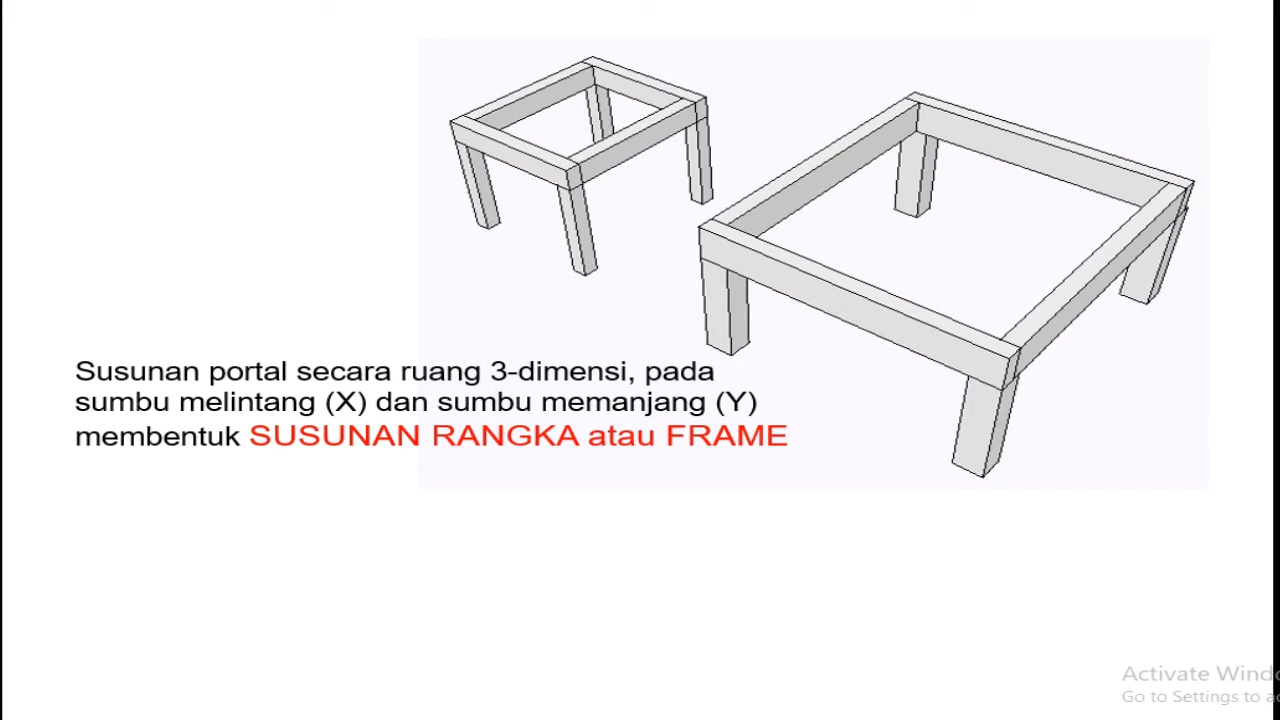 Susunan portal secara ruang 3-dimensi, pada
sumbu melintang (X) dan sumbu memanjang (Y)
membentuk SUSUNAN RANGKA atau FRAME
Activate
Go to Settings to